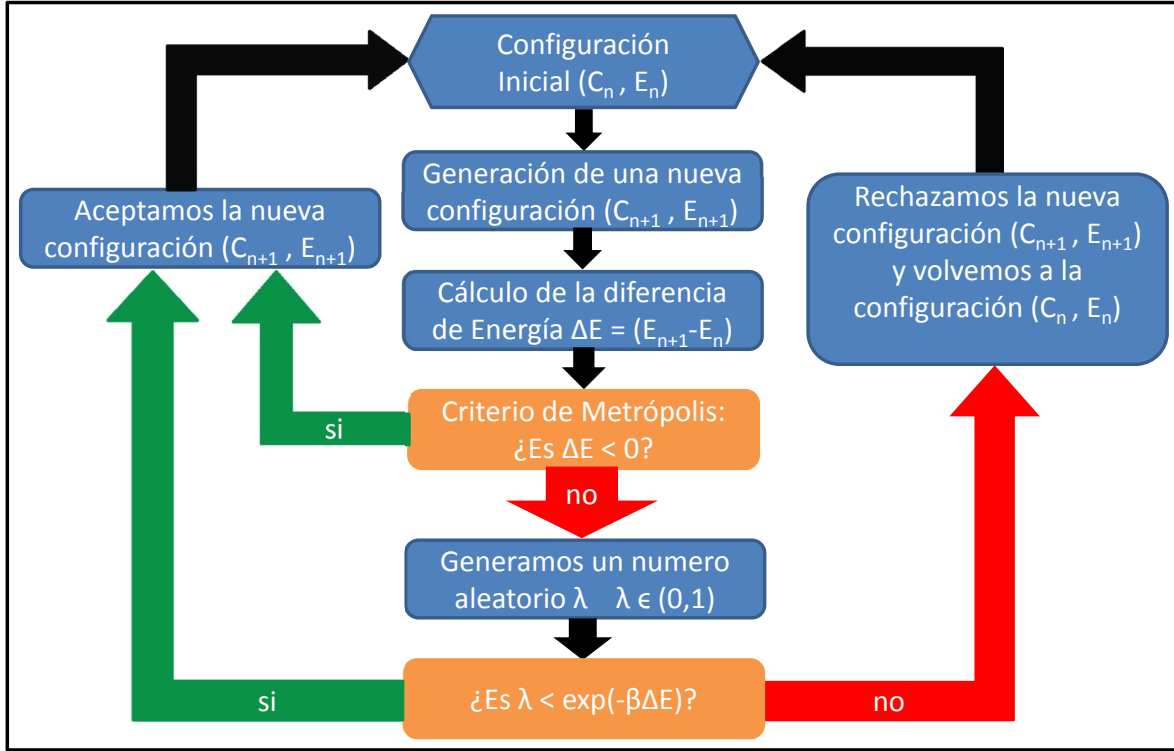 Configuración
Inicial (Cₙ , Eₙ)
Generación de una nueva
configuración (Cₙ₊₁ , Eₙ₊₁)
Aceptamos la nueva
configuración (Cₙ₊₁ , Eₙ₊₁)
Rechazamos la nueva
configuración (Cₙ₊₁ , Eₙ₊₁)
y volvemos a la
configuración (Cₙ , Eₙ)
Cálculo de la diferencia
de Energía ΔE = (Eₙ₊₁-Eₙ)
Criterio de Metrópolis:
¿Es ΔE < 0?
si
no
Generamos un numero
aleatorio λ λ ϵ (0,1)
¿Es λ < exp(-βΔE)?
si
no